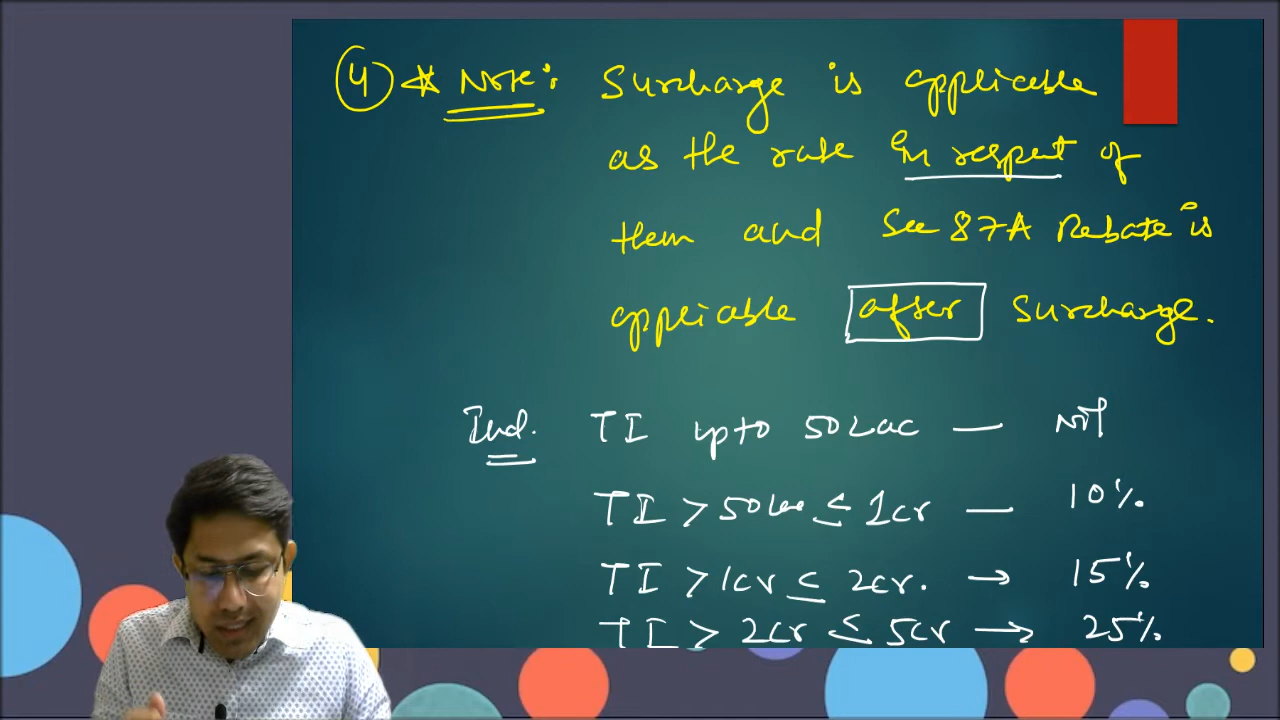 4 * Note: Surcharge is applicable
as the rate In respect of
them and Sec 87A Rebate is
applicable after surcharge.
Ind. TI upto 50 Lac — Nil
TI > 50 Lac ≤ 1cr — 10%
TI > 1cr ≤ 2cr. → 15%
TI > 2cr ≤ 5cr → 25%